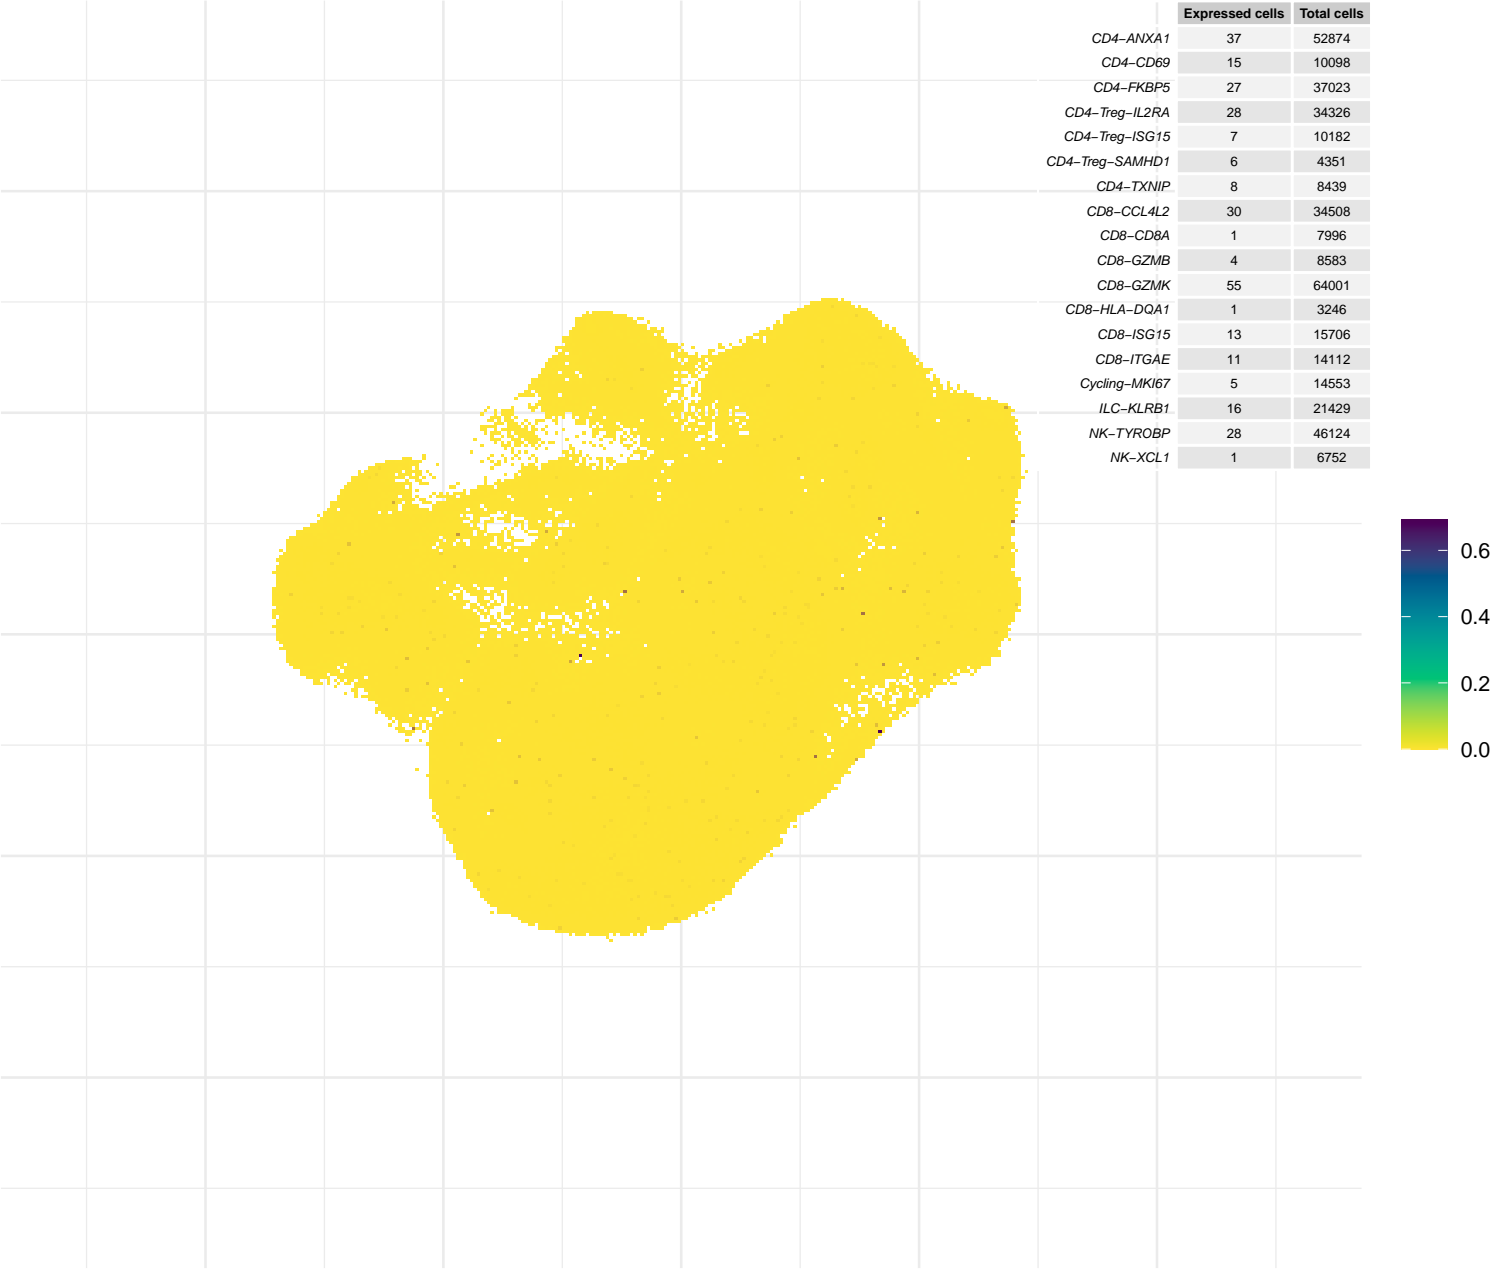 Expressed cells Total cells
CD4−ANXA1 37 52874
CD4−CD69 15 10098
CD4−FKBP5 27 37023
CD4−Treg−IL2RA 28 34326
CD4−Treg−ISG15 7 10182
CD4−Treg−SAMHD1 6 4351
CD4−TXNIP 8 8439
CD8−CCL4L2 30 34508
CD8−CD8A 1 7996
CD8−GZMB 4 8583
CD8−GZMK 55 64001
CD8−HLA−DQA1 1 3246
CD8−ISG15 13 15706
CD8−ITGAE 11 14112
Cycling−MKI67 5 14553
ILC−KLRB1 16 21429
NK−TYROBP 28 46124
NK−XCL1 1 6752
0.6
0.4
0.2
0.0